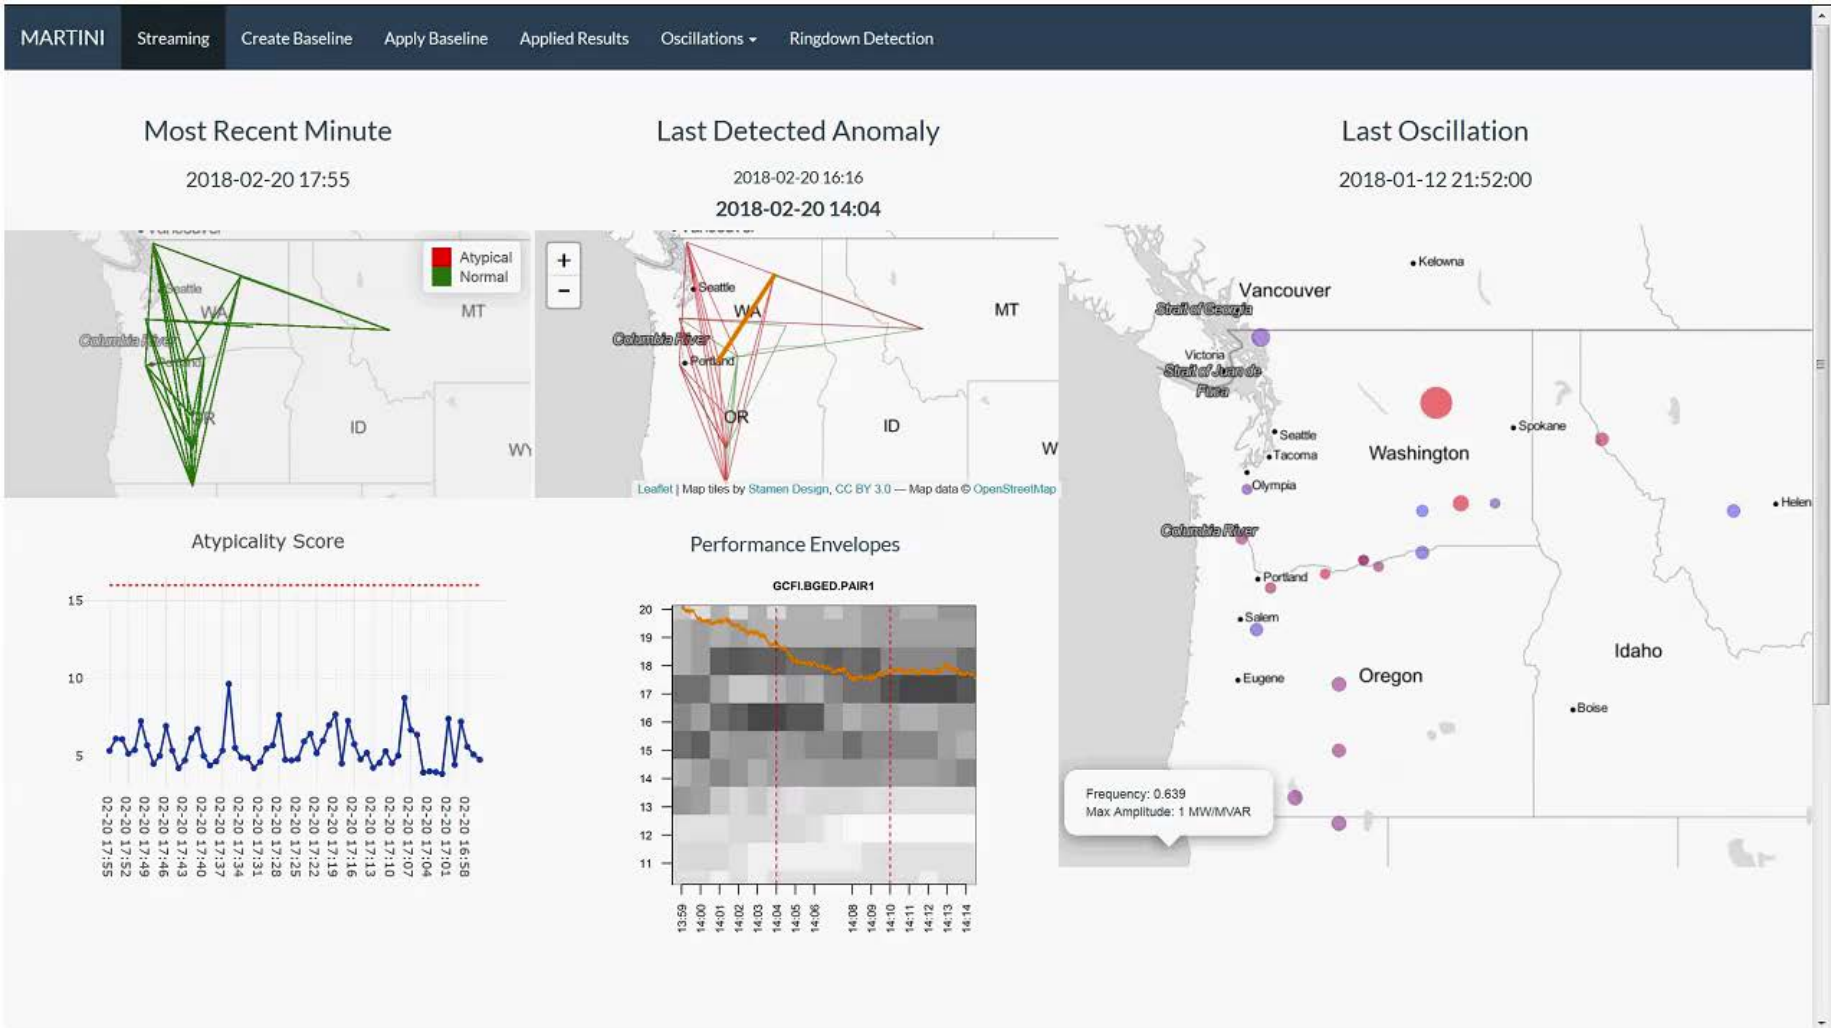 MARTINI Streaming Create Baseline Apply Baseline Applied Results Oscillations Ringdown Detection
Most Recent Minute
2018-02-20 17:55
Seattle
WA
MT
Columbia River
Portland
OR
ID
WY
Atypical
Normal
Last Detected Anomaly
2018-02-20 16:16
2018-02-20 14:04
+
−
Seattle
WA
MT
Columbia River
Portland
OR
ID
W
Leaflet | Map tiles by Stamen Design, CC BY 3.0 — Map data © OpenStreetMap
Last Oscillation
2018-01-12 21:52:00
Kelowna
Vancouver
Strait of Georgia
Victoria
Strait of Juan de
Fuca
Seattle
Spokane
Tacoma
Washington
Olympia
Helen
Columbia River
Portland
Salem
Idaho
Eugene
Oregon
Boise
Frequency: 0.639
Max Amplitude: 1 MW/MVAR
Atypicality Score
15
10
5
02-20 17:55
02-20 17:52
02-20 17:49
02-20 17:46
02-20 17:43
02-20 17:40
02-20 17:37
02-20 17:34
02-20 17:31
02-20 17:28
02-20 17:25
02-20 17:22
02-20 17:19
02-20 17:16
02-20 17:13
02-20 17:10
02-20 17:07
02-20 17:04
02-20 17:01
02-20 16:58
Performance Envelopes
GCFI.BGED.PAIR1
20
19
18
17
16
15
14
13
12
11
13:59
14:00
14:01
14:02
14:03
14:04
14:05
14:06
14:08
14:09
14:10
14:11
14:12
14:13
14:14